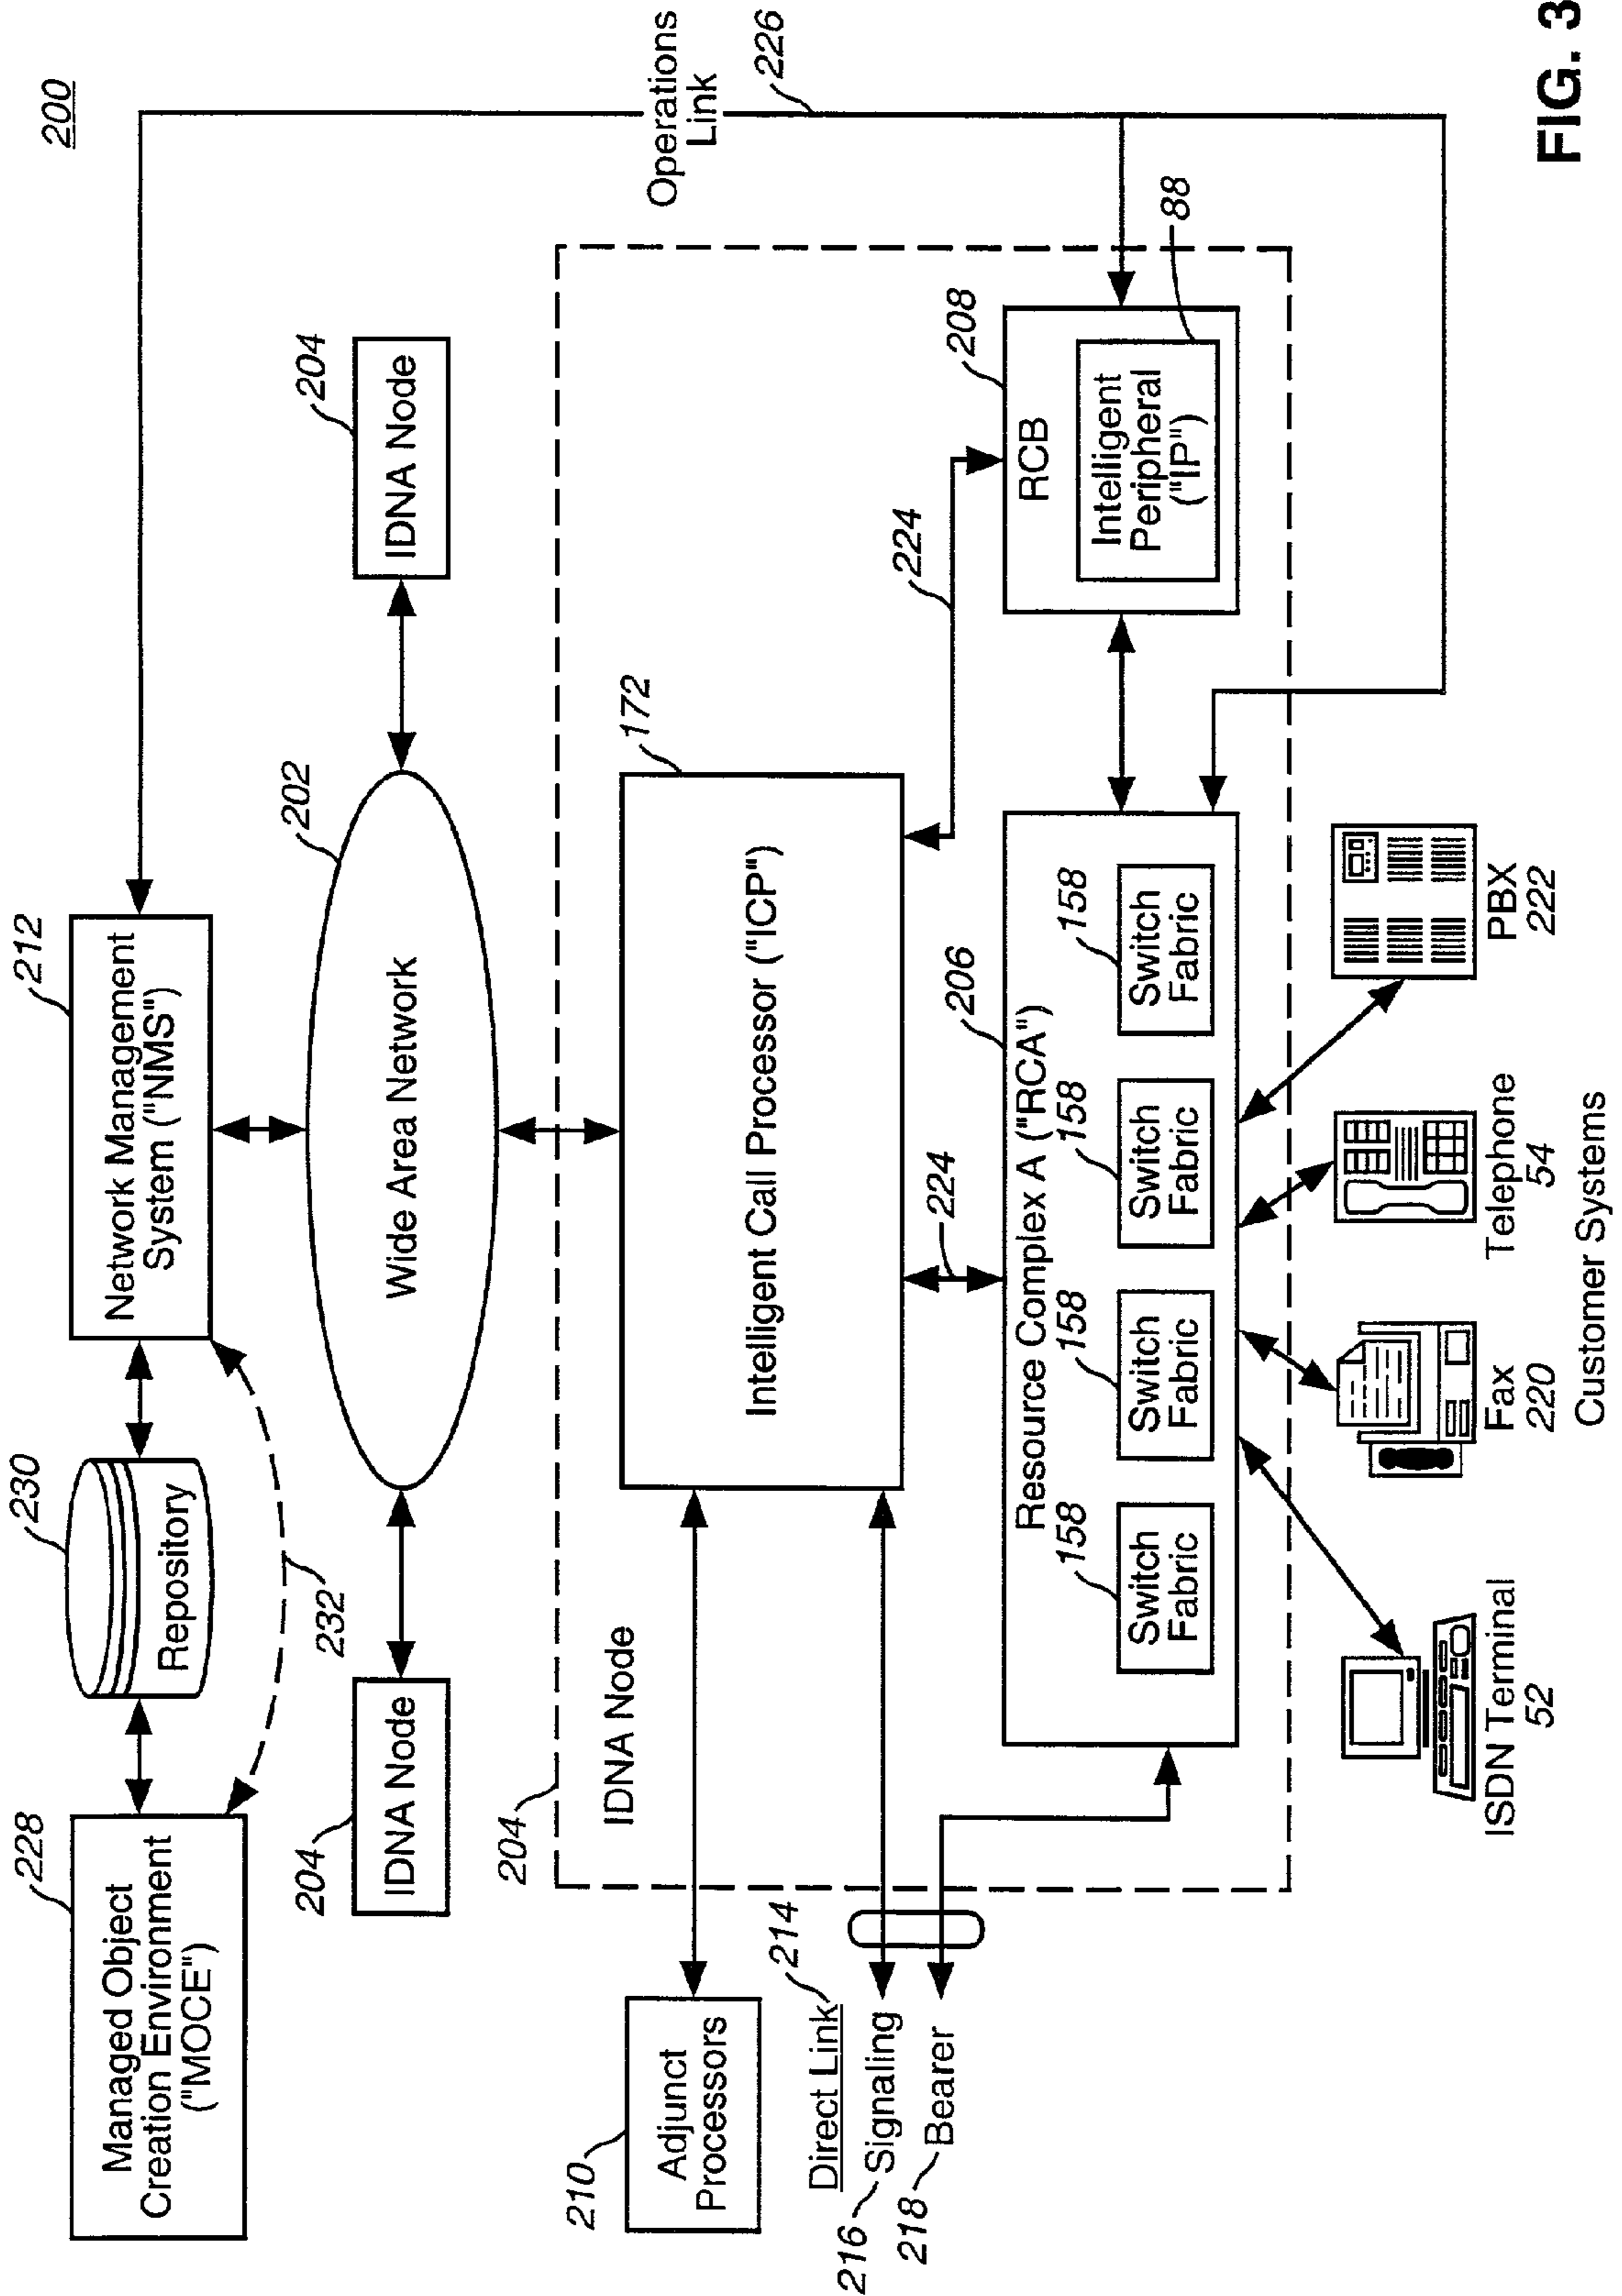 200
228
230
212
Managed Object
Creation Environment
("MOCE")
Repository
Network Management
System ("NMS")
232
204
IDNA Node
202
Wide Area Network
204
IDNA Node
Operations
Link
226
204
IDNA Node
172
Intelligent Call Processor ("ICP")
210
Adjunct
Processors
Direct Link
214
216
Signaling
218
Bearer
224
224
206
Resource Complex A ("RCA")
158
Switch
Fabric
158
Switch
Fabric
158
Switch
Fabric
158
Switch
Fabric
208
RCB
Intelligent
Peripheral
("IP")
88
ISDN Terminal
52
Fax
220
Telephone
54
PBX
222
Customer Systems
FIG. 3